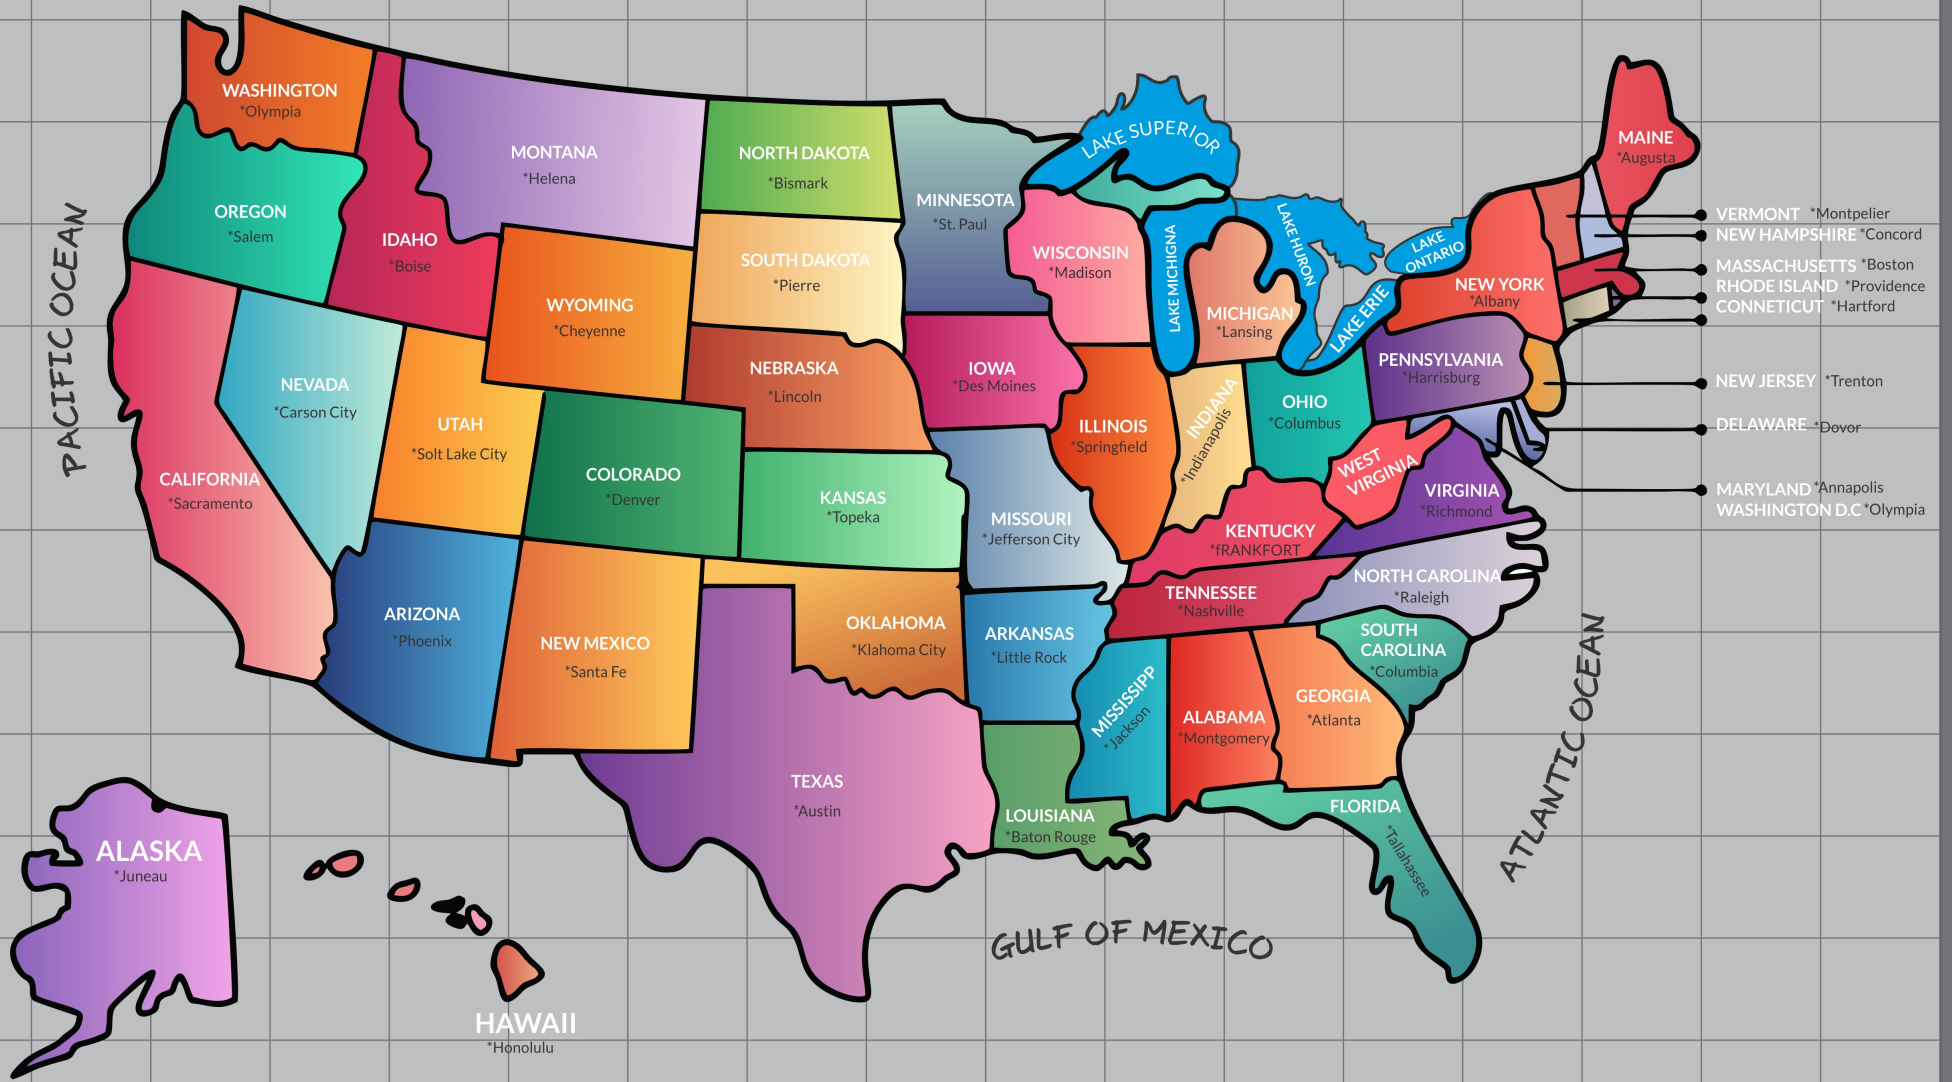 WASHINGTON
*Olympia
OREGON
*Salem
CALIFORNIA
*Sacramento
NEVADA
*Carson City
IDAHO
*Boise
MONTANA
*Helena
WYOMING
*Cheyenne
UTAH
*Solt Lake City
COLORADO
*Denver
ARIZONA
*Phoenix
NEW MEXICO
*Santa Fe
NORTH DAKOTA
*Bismark
SOUTH DAKOTA
*Pierre
NEBRASKA
*Lincoln
KANSAS
*Topeka
OKLAHOMA
*Klahoma City
TEXAS
*Austin
MINNESOTA
*St. Paul
IOWA
*Des Moines
MISSOURI
*Jefferson City
ARKANSAS
*Little Rock
LOUISIANA
*Baton Rouge
WISCONSIN
*Madison
ILLINOIS
*Springfield
MICHIGAN
*Lansing
INDIANA
*Indianapolis
OHIO
*Columbus
KENTUCKY
*fRANKFORT
TENNESSEE
*Nashville
MISSISSIPP
*Jackson
ALABAMA
*Montgomery
GEORGIA
*Atlanta
FLORIDA
*Tallahassee
SOUTH
CAROLINA
*Columbia
NORTH CAROLINA
*Raleigh
VIRGINIA
*Richmond
WEST
VIRGINIA
PENNSYLVANIA
*Harrisburg
NEW YORK
*Albany
MAINE
*Augusta
VERMONT *Montpelier
NEW HAMPSHIRE *Concord
MASSACHUSETTS *Boston
RHODE ISLAND *Providence
CONNETICUT *Hartford
NEW JERSEY *Trenton
DELAWARE *Dovor
MARYLAND *Annapolis
WASHINGTON D.C *Olympia
LAKE SUPERIOR
LAKE MICHIGNA
LAKE HURON
LAKE
ONTARIO
LAKE ERIE
PACIFIC OCEAN
ATLANTIC OCEAN
GULF OF MEXICO
ALASKA
*Juneau
HAWAII
*Honolulu